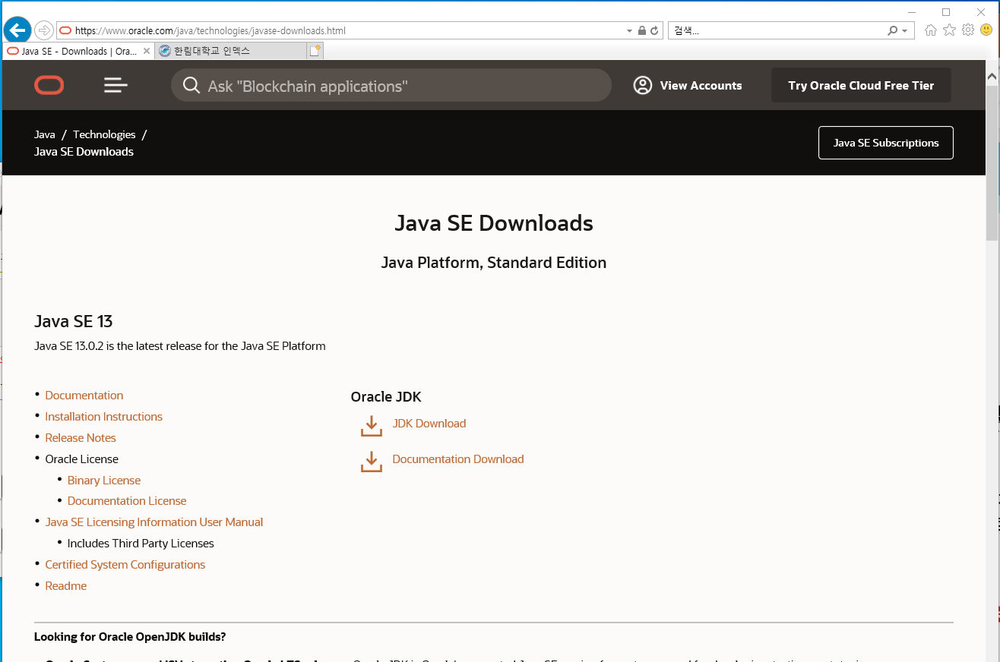 https://www.oracle.com/java/technologies/javase-downloads.html
검색...
Java SE - Downloads | Ora...
한림대학교 인덱스
Ask "Blockchain applications"
View Accounts
Try Oracle Cloud Free Tier
Java / Technologies /
Java SE Downloads
Java SE Subscriptions
Java SE Downloads
Java Platform, Standard Edition
Java SE 13
Java SE 13.0.2 is the latest release for the Java SE Platform
Documentation
Installation Instructions
Release Notes
Oracle License
Binary License
Documentation License
Java SE Licensing Information User Manual
Includes Third Party Licenses
Certified System Configurations
Readme
Oracle JDK
JDK Download
Documentation Download
Looking for Oracle OpenJDK builds?